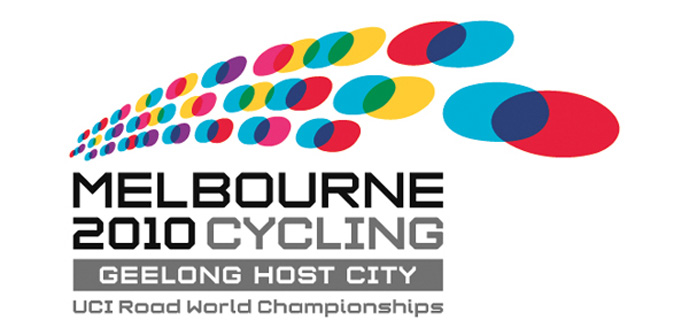 MELBOURNE
2010 CYCLING
GEELONG HOST CITY
UCI Road World Championships